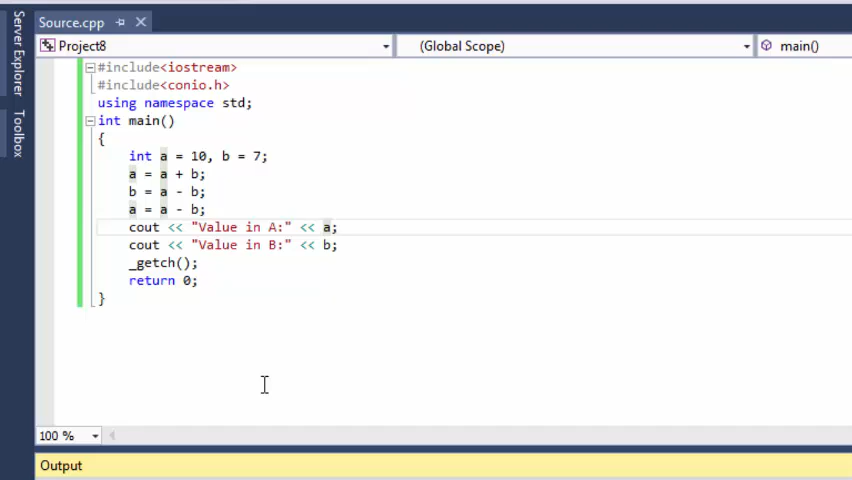 Server Explorer
Toolbox
Source.cpp
Project8
(Global Scope)
main()
#include<iostream>
#include<conio.h>
using namespace std;
int main()
{
int a = 10, b = 7;
a = a + b;
b = a - b;
a = a - b;
cout << "Value in A:" << a;
cout << "Value in B:" << b;
_getch();
return 0;
}
100 %
Output